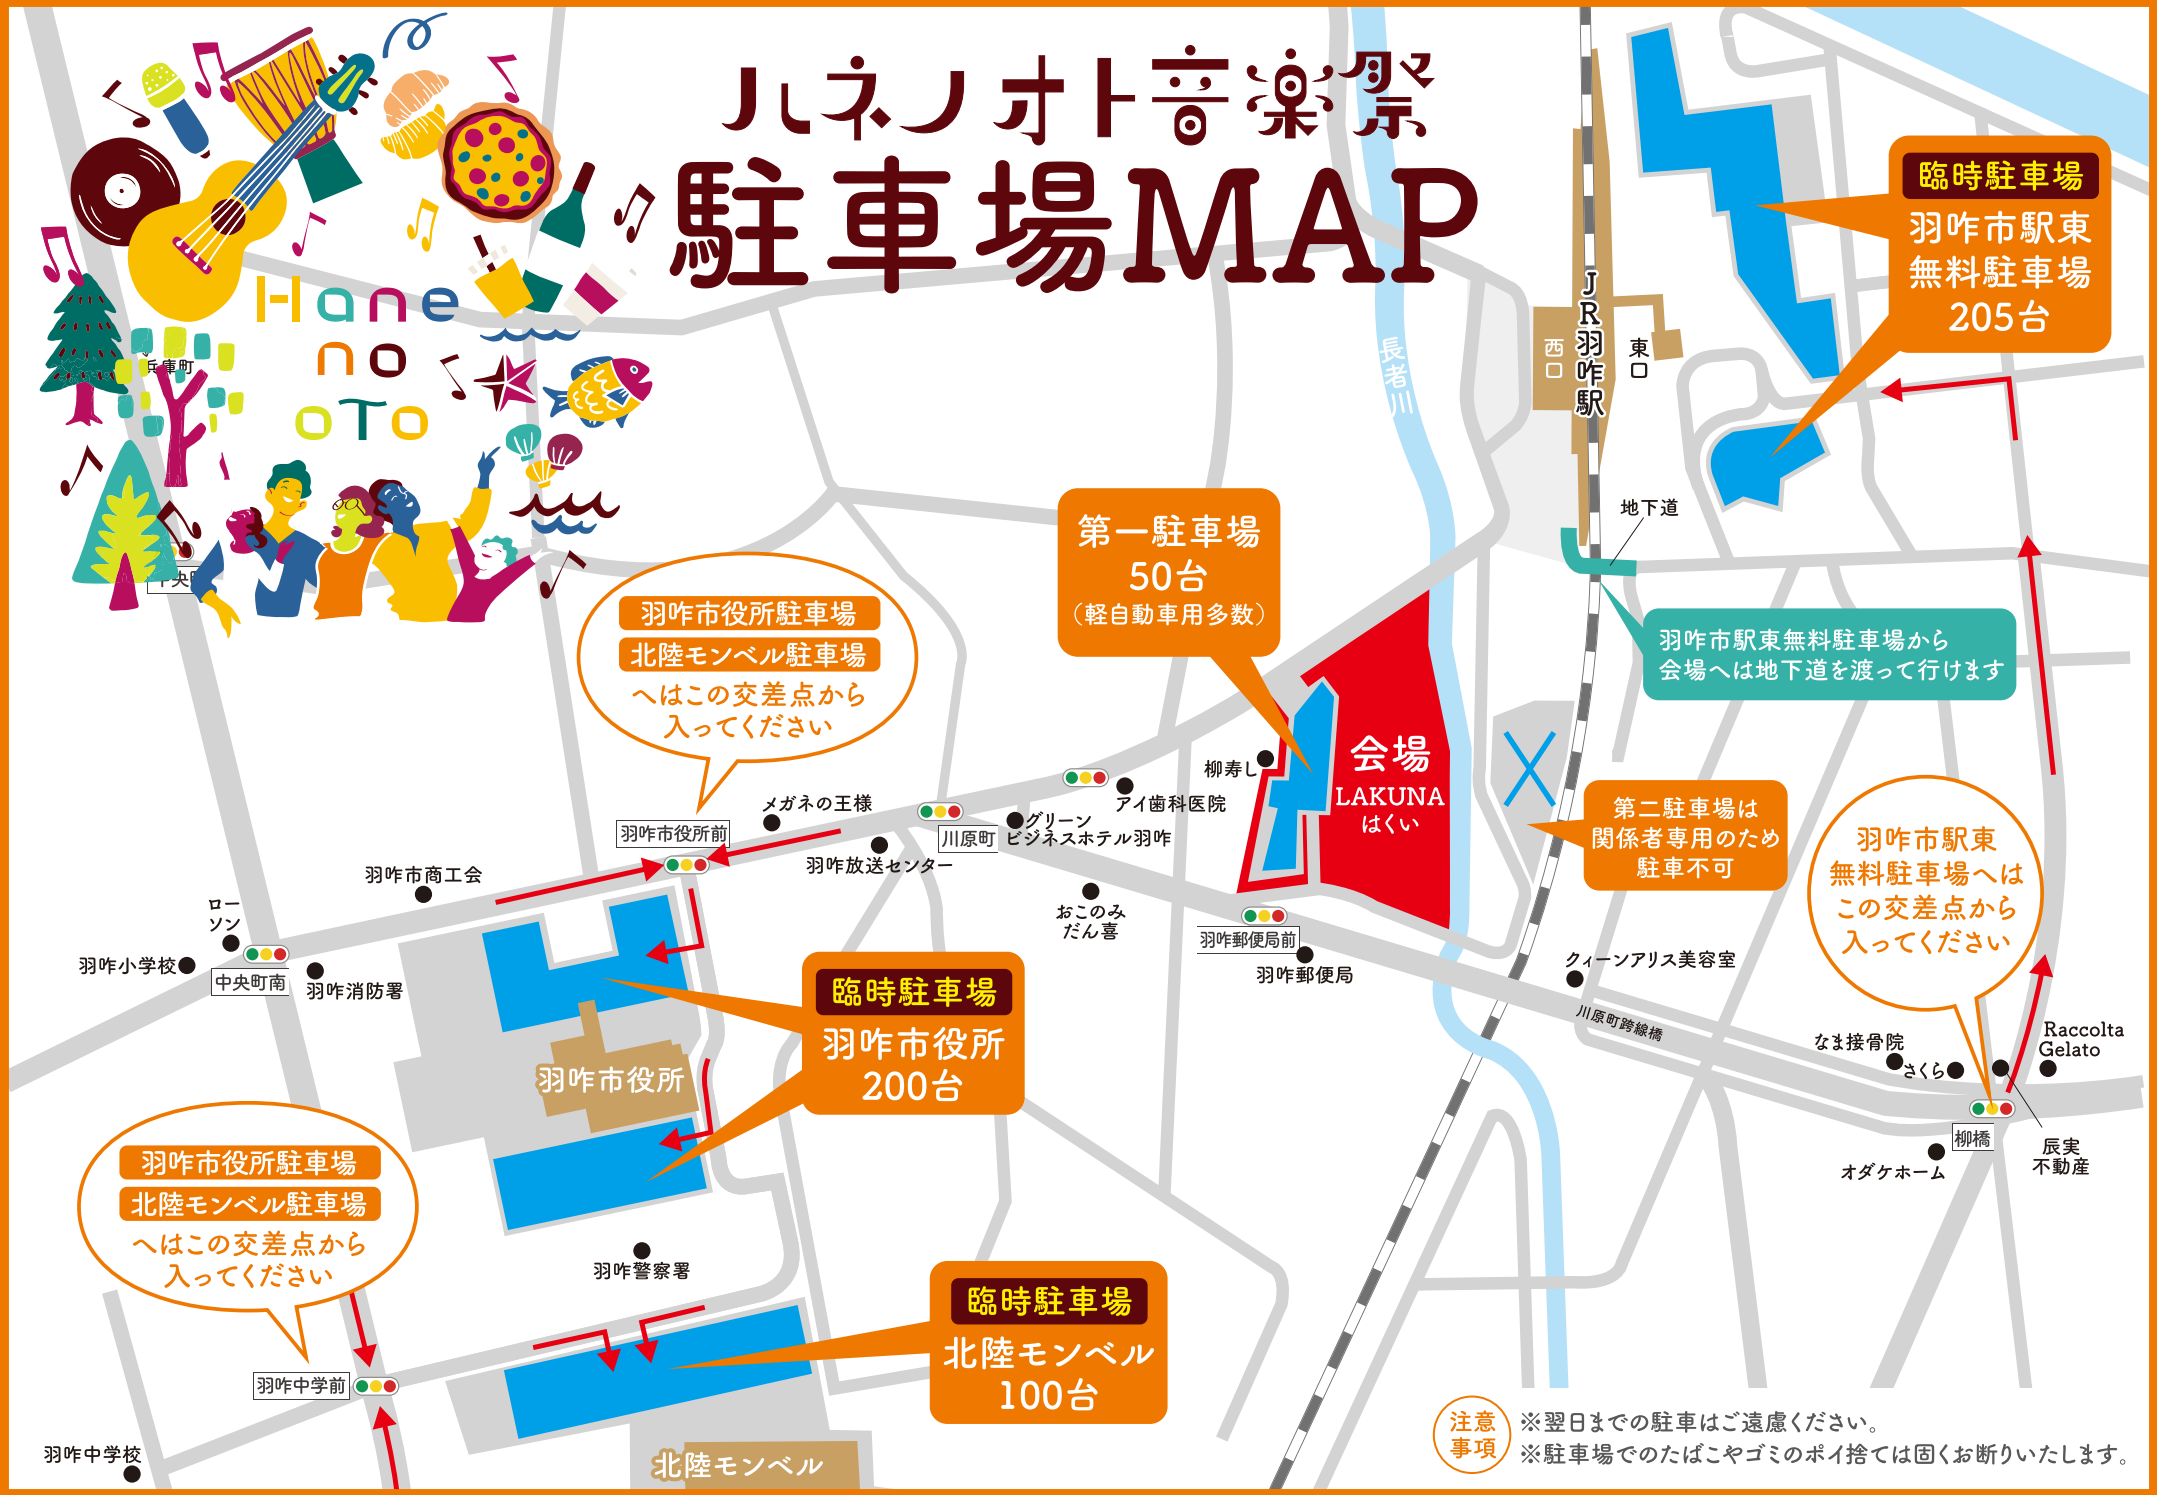 ハネノオト音楽祭
駐車場MAP
Hane
no
oTo
兵庫町
臨時駐車場
羽咋市駅東
無料駐車場
205台
長者川
JR羽咋駅
西口
東口
地下道
第一駐車場
50台
(軽自動車用多数)
羽咋市役所駐車場
北陸モンベル駐車場
へはこの交差点から
入ってください
羽咋市駅東無料駐車場から
会場へは地下道を渡って行けます
会場
LAKUNA
はくい
柳寿し
アイ歯科医院
メガネの王様
羽咋市役所前
川原町
グリーン
ビジネスホテル羽咋
羽咋放送センター
羽咋市商工会
おこのみ
だん喜
第二駐車場は
関係者専用のため
駐車不可
羽咋市駅東
無料駐車場へは
この交差点から
入ってください
ロー
ソン
羽咋小学校
中央町南
羽咋消防署
羽咋郵便局前
羽咋郵便局
クィーンアリス美容室
川原町跨線橋
臨時駐車場
羽咋市役所
200台
羽咋市役所
なま接骨院
さくら
Raccolta
Gelato
柳橋
辰実
不動産
オダケホーム
羽咋市役所駐車場
北陸モンベル駐車場
へはこの交差点から
入ってください
羽咋警察署
臨時駐車場
北陸モンベル
100台
羽咋中学前
羽咋中学校
北陸モンベル
注意
事項
※翌日までの駐車はご遠慮ください。
※駐車場でのたばこやゴミのポイ捨ては固くお断りいたします。